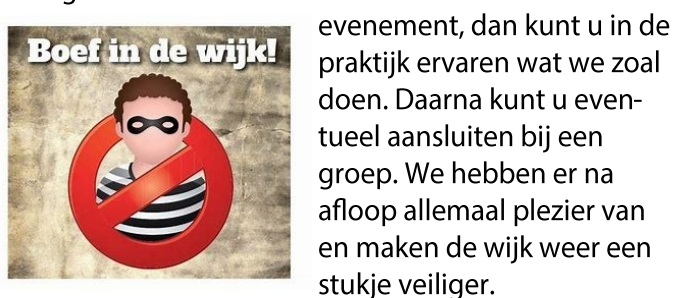 Boef in de wijk!
evenement, dan kunt u in de
praktijk ervaren wat we zoal
doen. Daarna kunt u even-
tueel aansluiten bij een
groep. We hebben er na
afloop allemaal plezier van
en maken de wijk weer een
stukje veiliger.